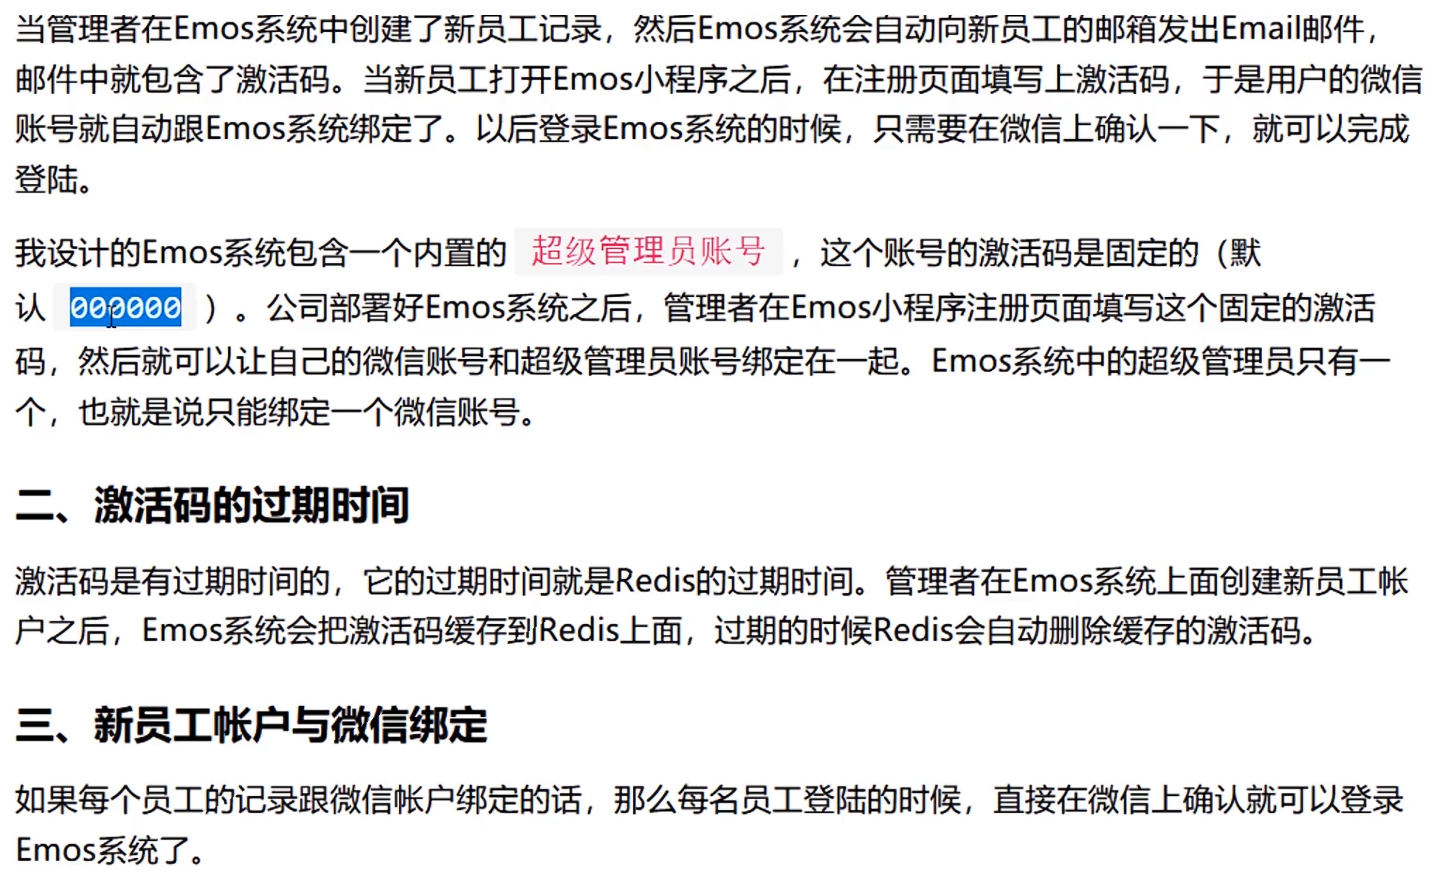 当管理者在Emos系统中创建了新员工记录，然后Emos系统会自动向新员工的邮箱发出Email邮件，
邮件中就包含了激活码。当新员工打开Emos小程序之后，在注册页面填写上激活码，于是用户的微信
账号就自动跟Emos系统绑定了。以后登录Emos系统的时候，只需要在微信上确认一下，就可以完成
登陆。
我设计的Emos系统包含一个内置的 超级管理员账号 ，这个账号的激活码是固定的（默
认 000000 ）。公司部署好Emos系统之后，管理者在Emos小程序注册页面填写这个固定的激活
码，然后就可以让自己的微信账号和超级管理员账号绑定在一起。Emos系统中的超级管理员只有一
个，也就是说只能绑定一个微信账号。
二、激活码的过期时间
激活码是有过期时间的，它的过期时间就是Redis的过期时间。管理者在Emos系统上面创建新员工帐
户之后，Emos系统会把激活码缓存到Redis上面，过期的时候Redis会自动删除缓存的激活码。
三、新员工帐户与微信绑定
如果每个员工的记录跟微信帐户绑定的话，那么每名员工登陆的时候，直接在微信上确认就可以登录
Emos系统了。